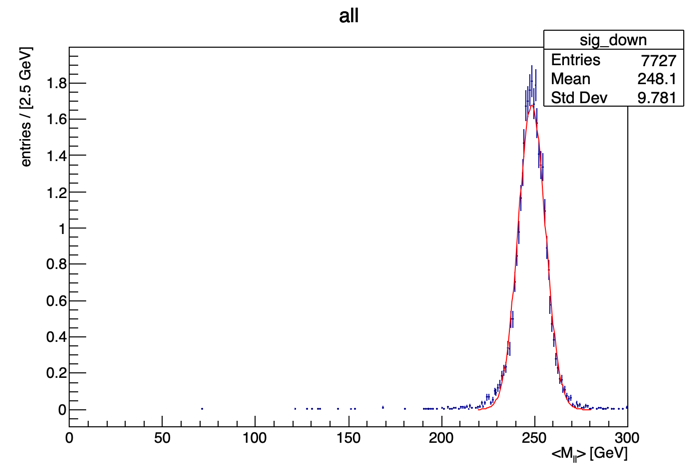 all
sig_down
Entries 7727
Mean 248.1
Std Dev 9.781
entries / [2.5 GeV]
1.8
1.6
1.4
1.2
1
0.8
0.6
0.4
0.2
0
0 50 100 150 200 250 300
<M_{||}> [GeV]